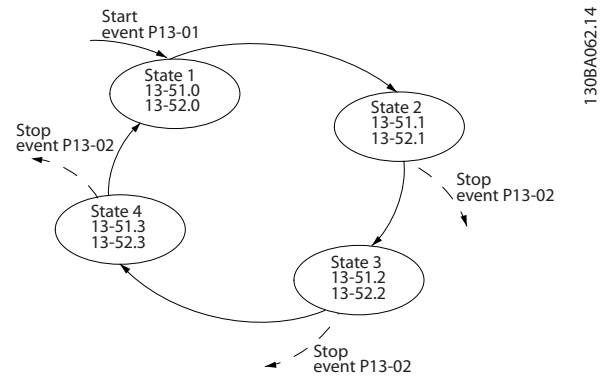 Start
event P13-01
130BA062.14
State 1
13-51.0
13-52.0
State 2
13-51.1
13-52.1
Stop
event P13-02
Stop
event P13-02
State 4
13-51.3
13-52.3
State 3
13-51.2
13-52.2
Stop
event P13-02